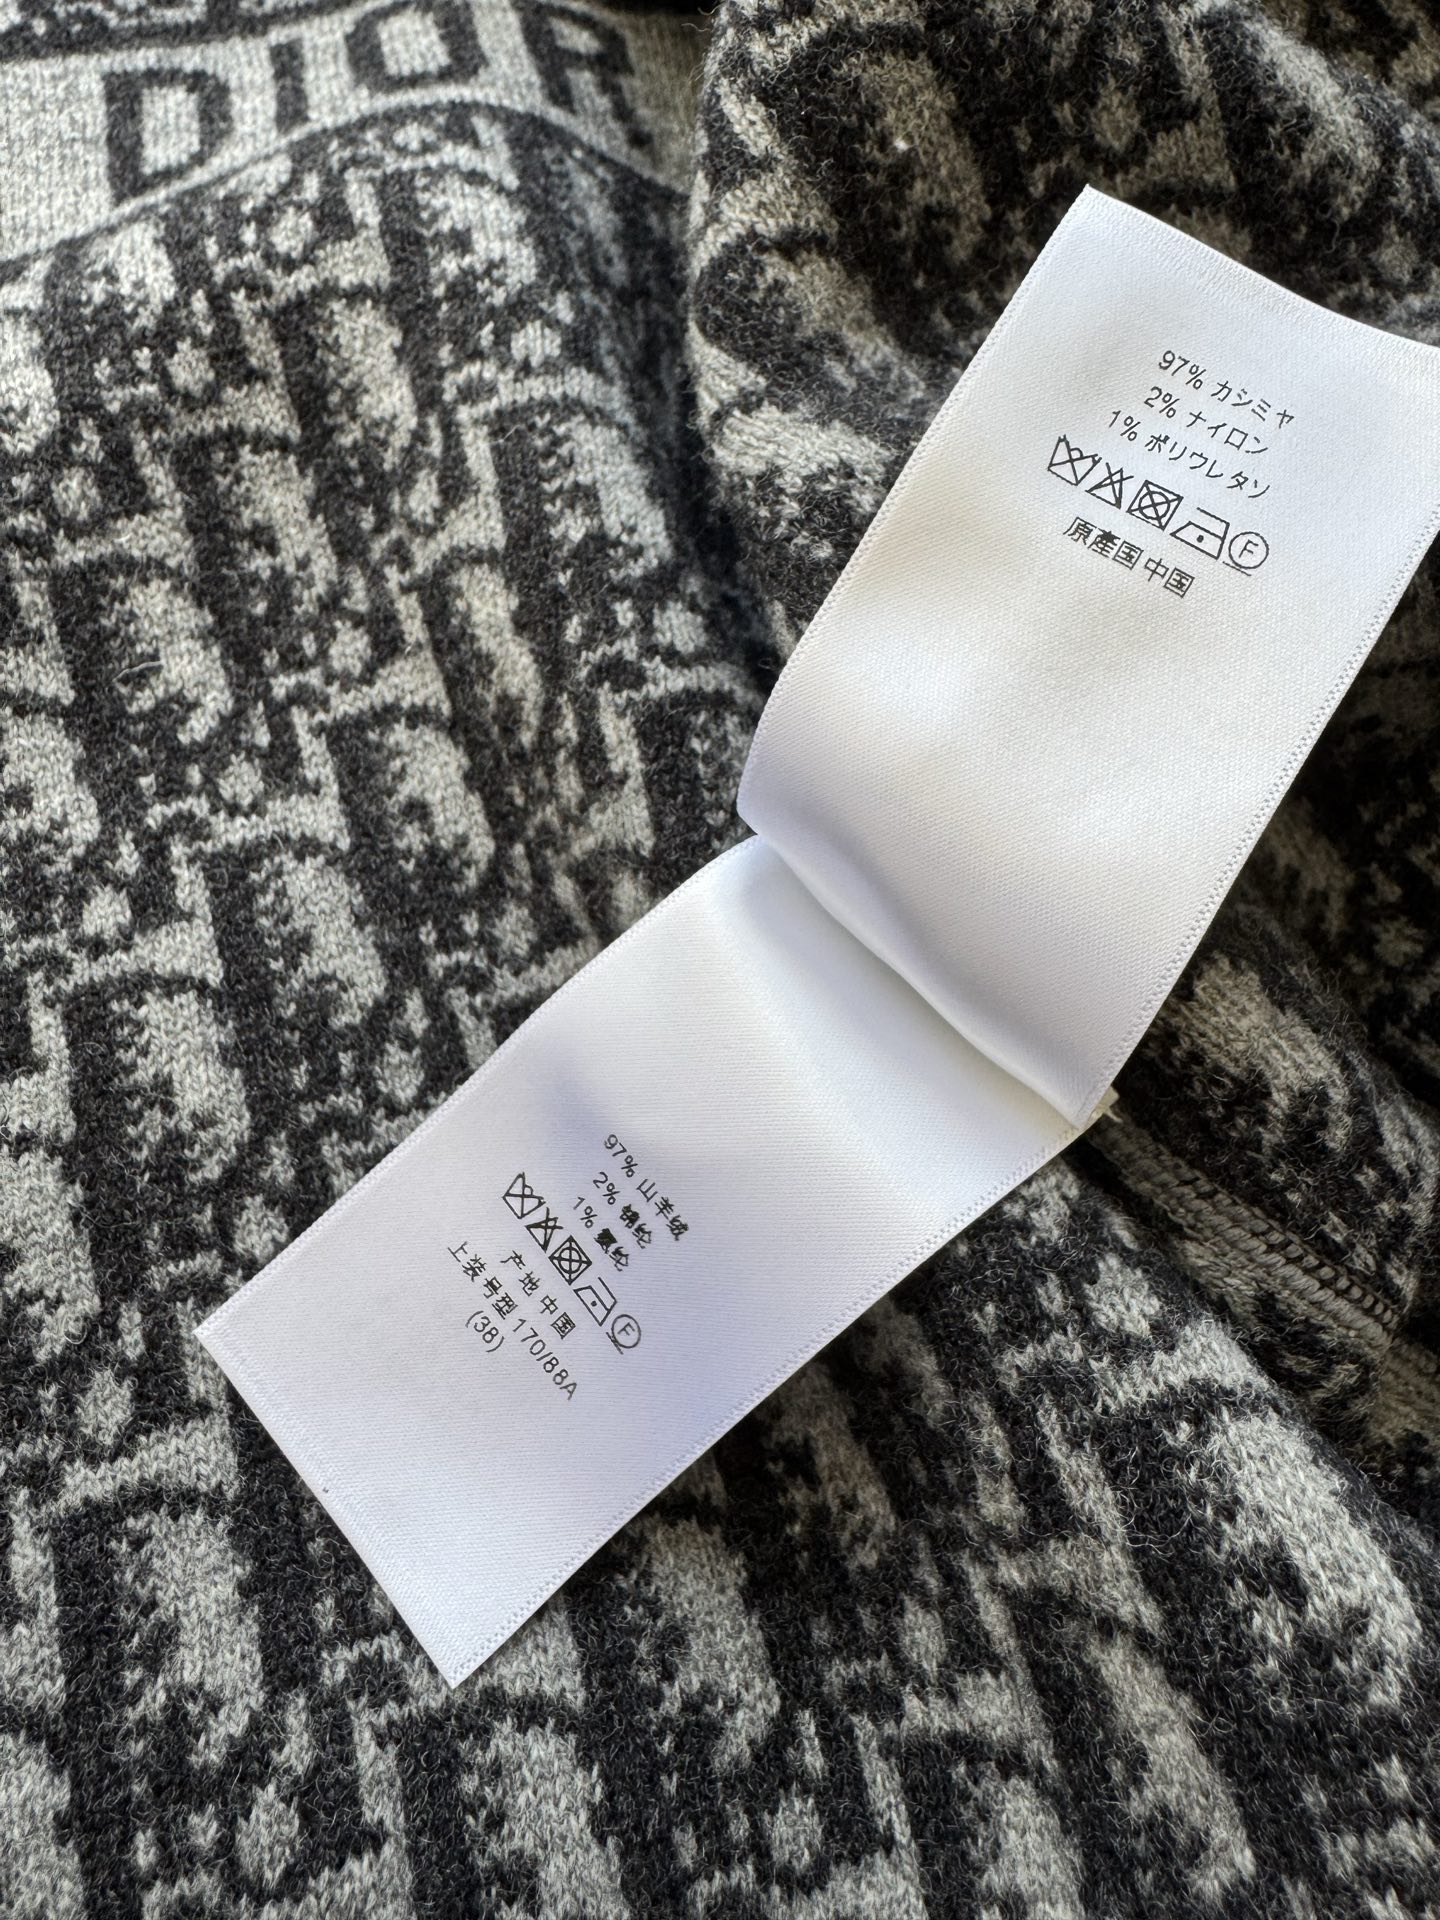 DIOR
97% カシミヤ
2% ナイロン
1% ポリウレタン
F
原産国 中国
97% 山羊绒
2% 锦纶
1% 氨纶
F
产地 中国
上装号型 170/88A
(38)